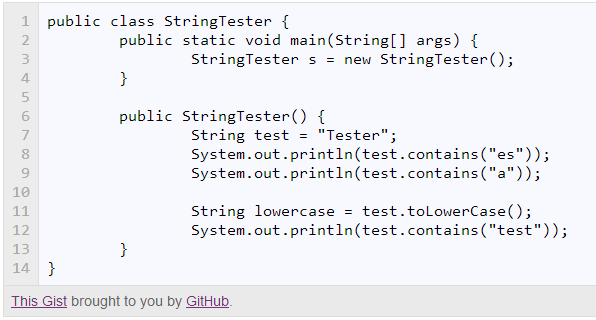 1 public class StringTester {
2 public static void main(String[] args) {
3 StringTester s = new StringTester();
4 }
5
6 public StringTester() {
7 String test = "Tester";
8 System.out.println(test.contains("es"));
9 System.out.println(test.contains("a"));
10
11 String lowercase = test.toLowerCase();
12 System.out.println(test.contains("test"));
13 }
14 }
This Gist brought to you by GitHub.